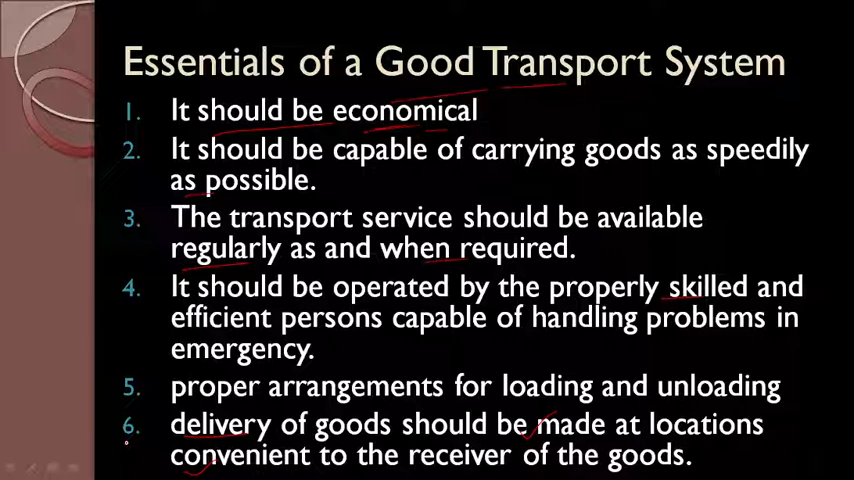 Essentials of a Good Transport System
1. It should be economical
2. It should be capable of carrying goods as speedily
as possible.
3. The transport service should be available
regularly as and when required.
4. It should be operated by the properly skilled and
efficient persons capable of handling problems in
emergency.
5. proper arrangements for loading and unloading
6. delivery of goods should be made at locations
convenient to the receiver of the goods.